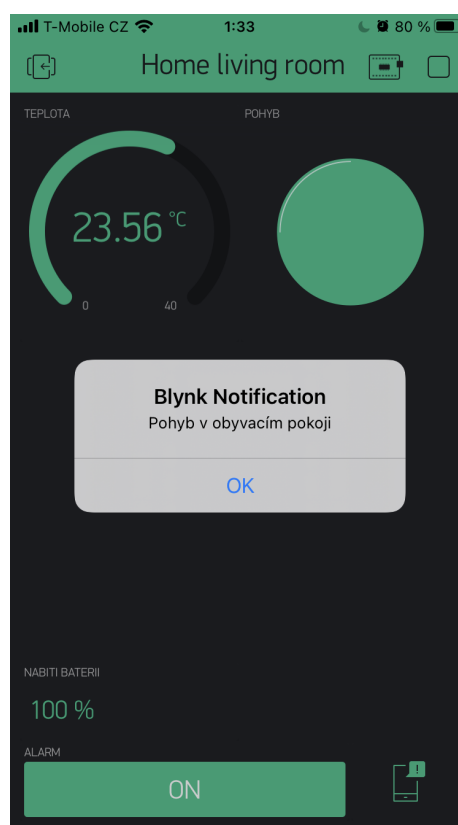 T-Mobile CZ 1:33 80 %
Home living room
TEPLOTA POHYB
23.56 °C
0 40
Blynk Notification
Pohyb v obyvacím pokoji
OK
NABITI BATERII
100 %
ALARM
ON
!